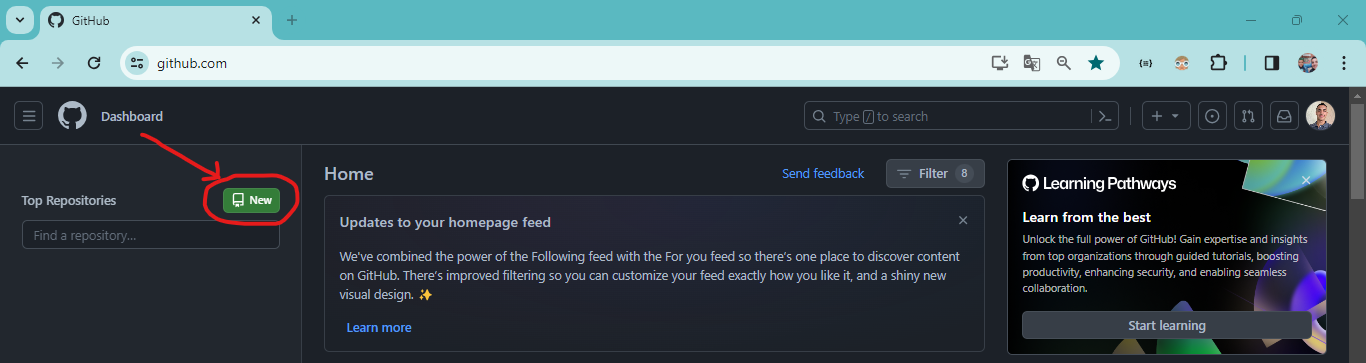 GitHub
github.com
Dashboard
Type / to search
Top Repositories
New
Find a repository...
Home
Send feedback
Filter 8
Updates to your homepage feed
We've combined the power of the Following feed with the For you feed so there's one place to discover content
on GitHub. There's improved filtering so you can customize your feed exactly how you like it, and a shiny new
visual design. ✨
Learn more
Learning Pathways
Learn from the best
Unlock the full power of GitHub! Gain expertise and insights
from top organizations through guided tutorials, boosting
productivity, enhancing security, and enabling seamless
collaboration.
Start learning